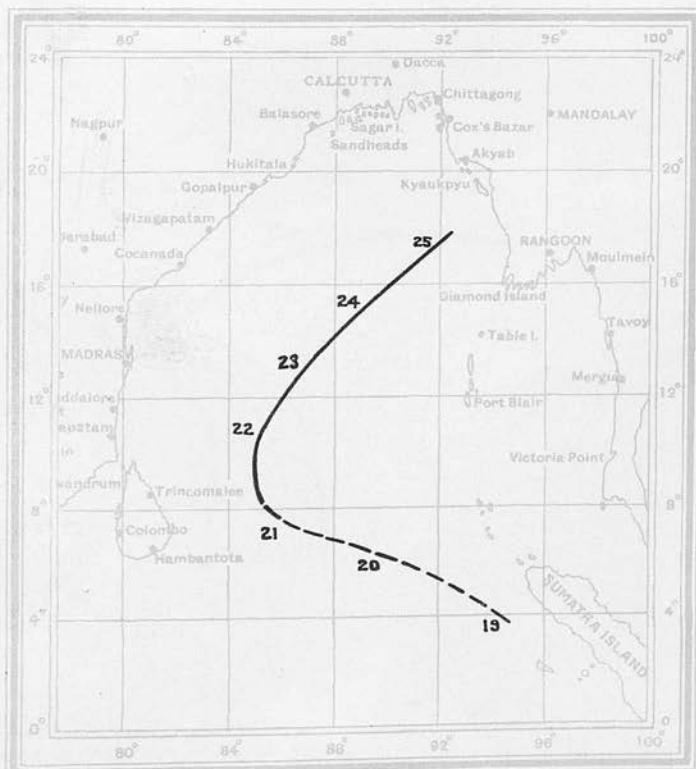 80° 84° 88° 92° 96° 100°
24° 24°
Dacca
CALCUTTA
Chittagong
Balasore
MANDALAY
Nagpur
Sagar I.
Cox's Bazar
Sandheads
Akyab
20° 20°
Hukitala
Kyaukpyu
Gopalpur
Vizagapatam
25
RANGOON
Cocanada
Moulmein
16° 16°
24
Diamond Island
Nellore
Table I.
Tavoy
MADRAS
23
Mergui
12° 12°
Port Blair
22
Victoria Point
Trincomalee
8° 8°
21
Colombo
Hambantota
20
SUMATRA ISLAND
4° 4°
19
0° 0°
80° 84° 88° 92° 96° 100°